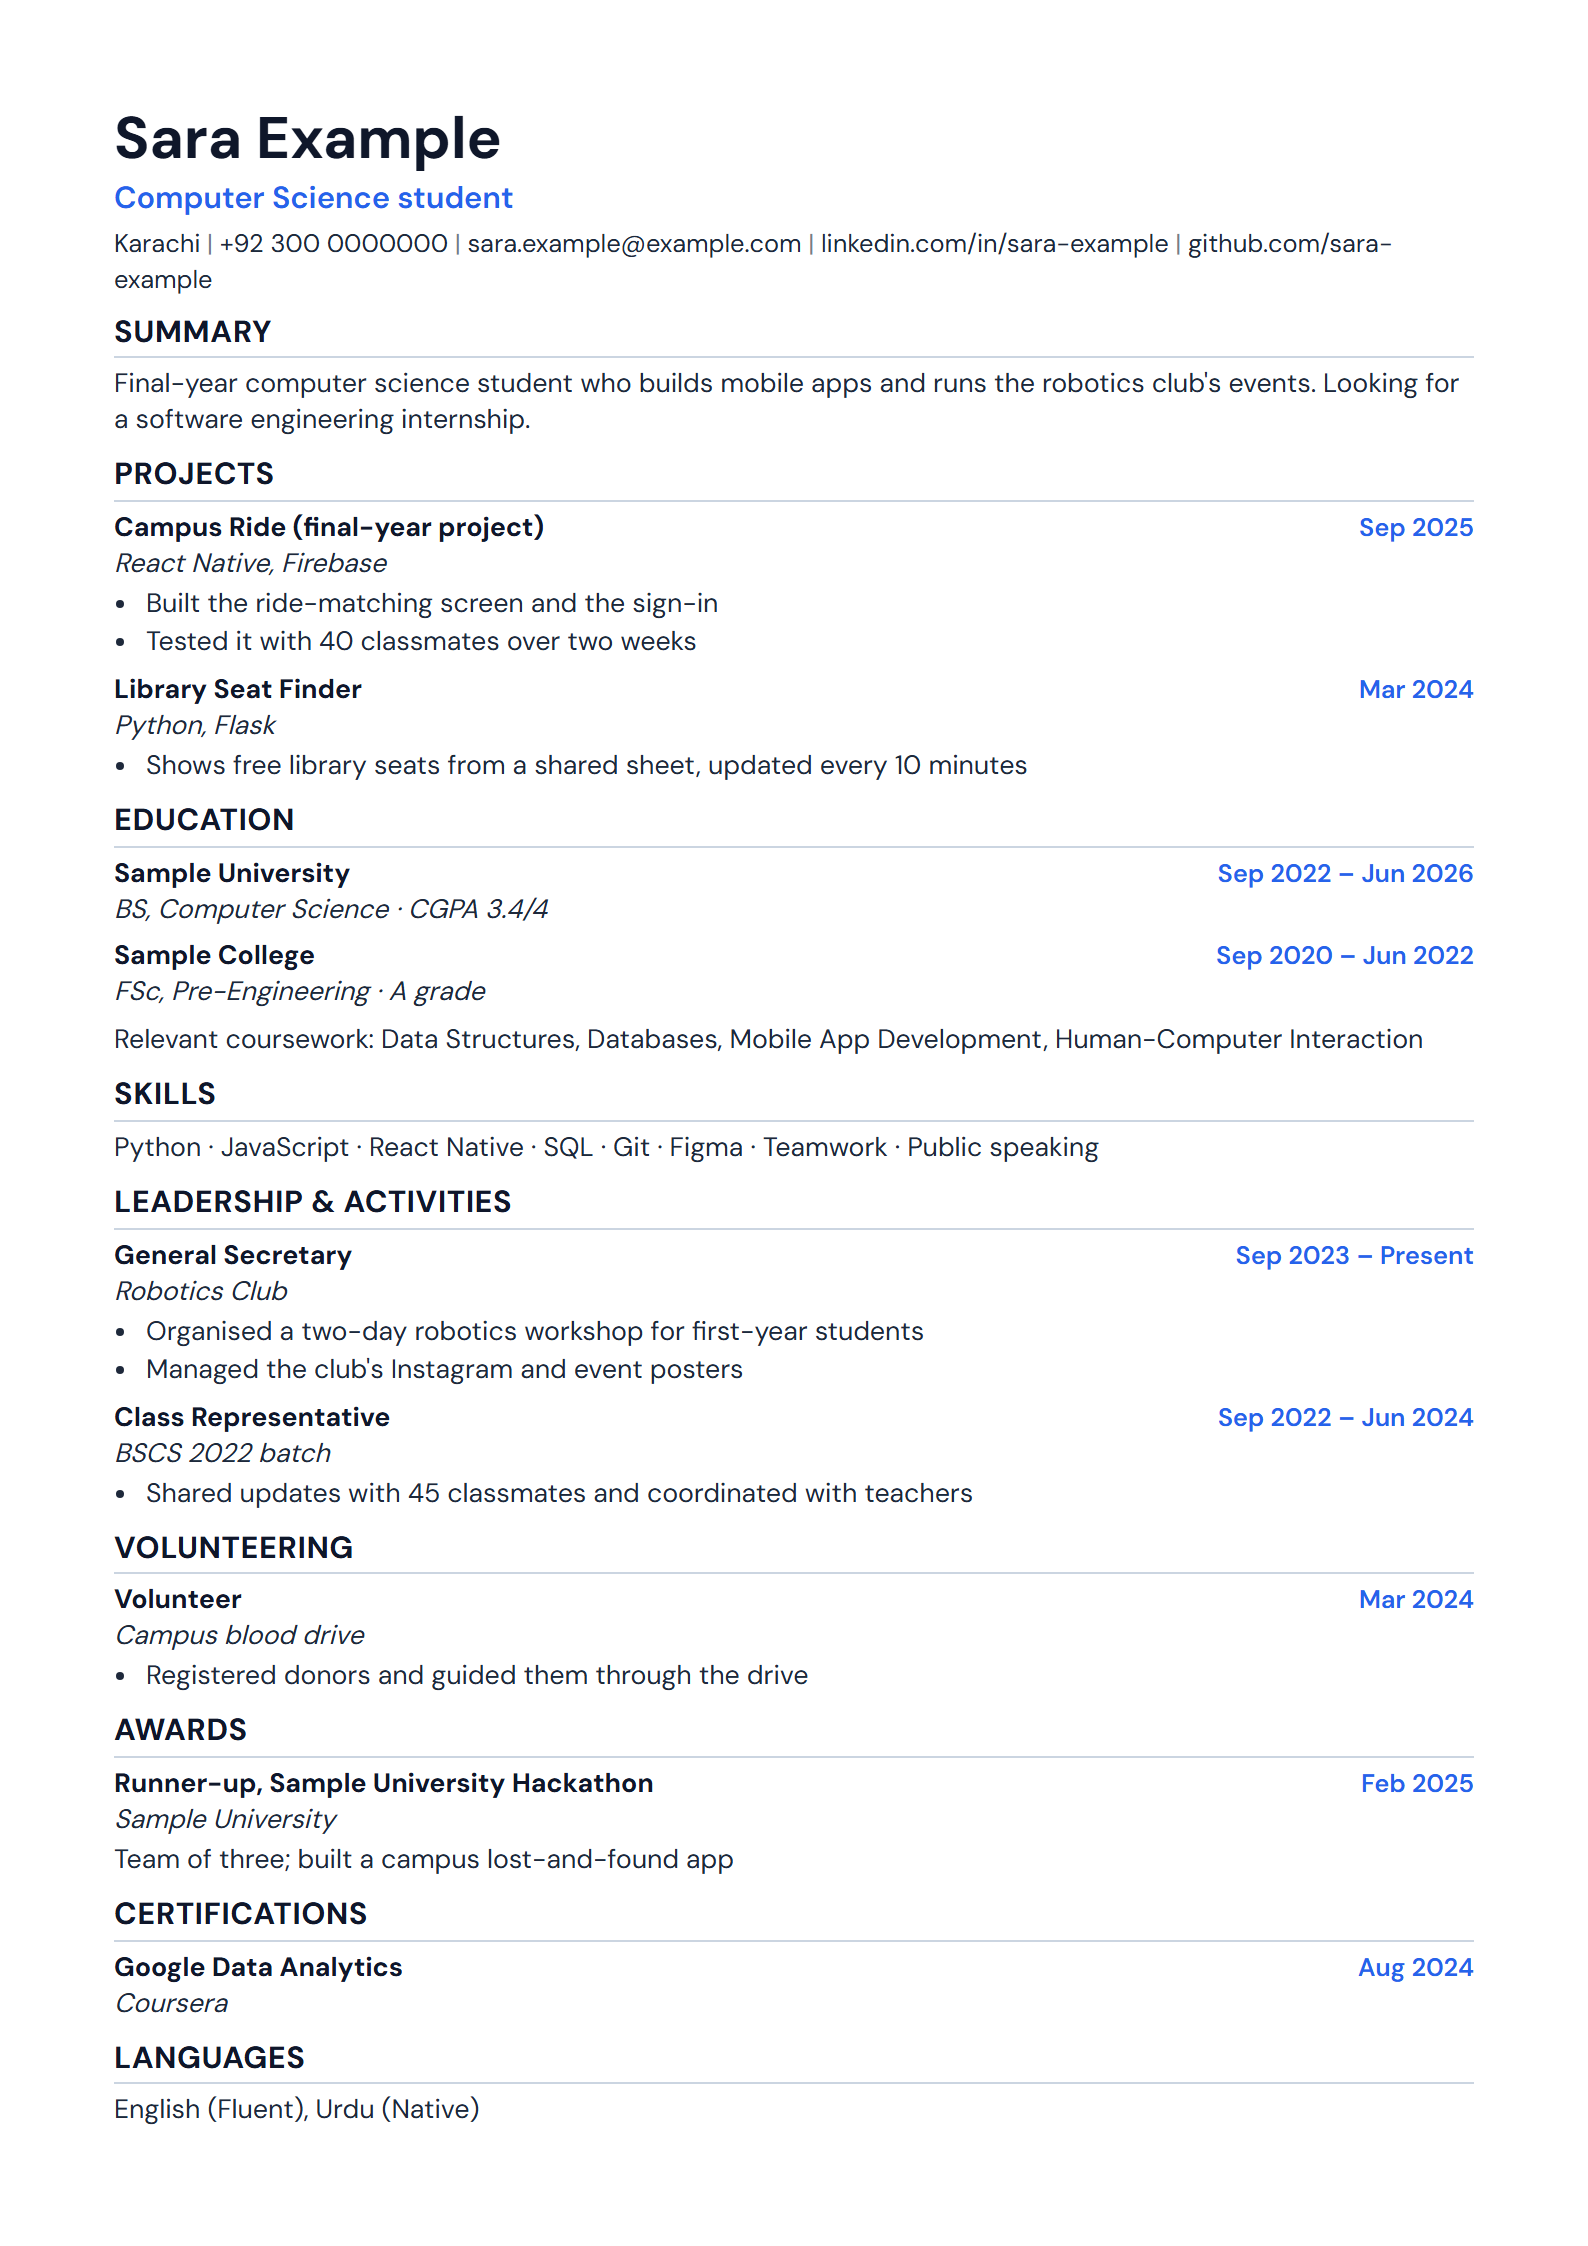 Sara Example
Computer Science student
Karachi | +92 300 0000000 | sara.example@example.com | linkedin.com/in/sara-example | github.com/sara-
example
SUMMARY
Final-year computer science student who builds mobile apps and runs the robotics club's events. Looking for
a software engineering internship.
PROJECTS
Campus Ride (final-year project) Sep 2025
React Native, Firebase
• Built the ride-matching screen and the sign-in
• Tested it with 40 classmates over two weeks
Library Seat Finder Mar 2024
Python, Flask
• Shows free library seats from a shared sheet, updated every 10 minutes
EDUCATION
Sample University Sep 2022 – Jun 2026
BS, Computer Science · CGPA 3.4/4
Sample College Sep 2020 – Jun 2022
FSc, Pre-Engineering · A grade
Relevant coursework: Data Structures, Databases, Mobile App Development, Human-Computer Interaction
SKILLS
Python · JavaScript · React Native · SQL · Git · Figma · Teamwork · Public speaking
LEADERSHIP & ACTIVITIES
General Secretary Sep 2023 – Present
Robotics Club
• Organised a two-day robotics workshop for first-year students
• Managed the club's Instagram and event posters
Class Representative Sep 2022 – Jun 2024
BSCS 2022 batch
• Shared updates with 45 classmates and coordinated with teachers
VOLUNTEERING
Volunteer Mar 2024
Campus blood drive
• Registered donors and guided them through the drive
AWARDS
Runner-up, Sample University Hackathon Feb 2025
Sample University
Team of three; built a campus lost-and-found app
CERTIFICATIONS
Google Data Analytics Aug 2024
Coursera
LANGUAGES
English (Fluent), Urdu (Native)